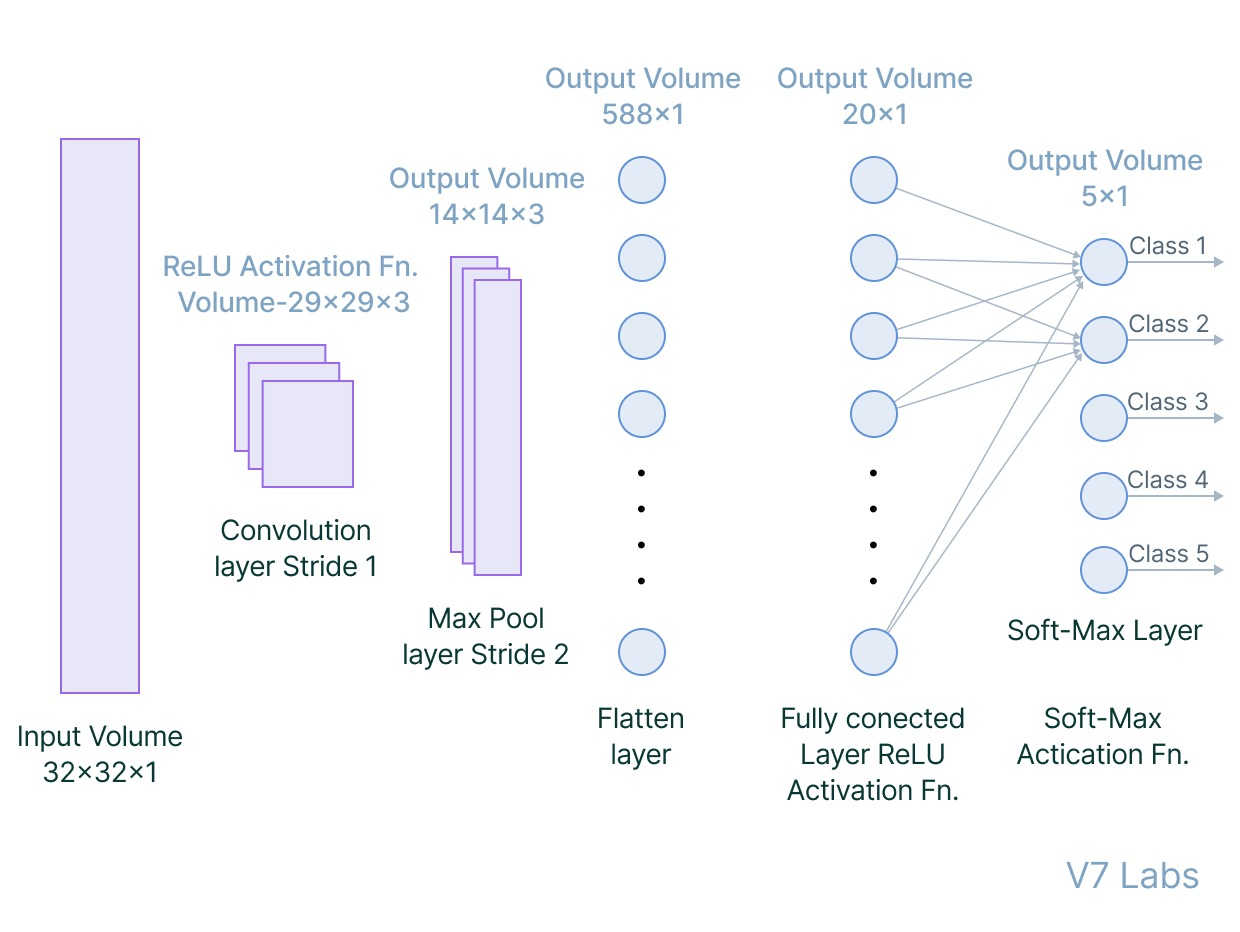 Output Volume
588×1
Output Volume
20×1
Output Volume
5×1
Output Volume
14×14×3
ReLU Activation Fn.
Volume-29×29×3
Class 1
Class 2
Class 3
Class 4
Class 5
Convolution
layer Stride 1
Max Pool
layer Stride 2
Soft-Max Layer
Input Volume
32×32×1
Flatten
layer
Fully conected
Layer ReLU
Activation Fn.
Soft-Max
Actication Fn.
V7 Labs